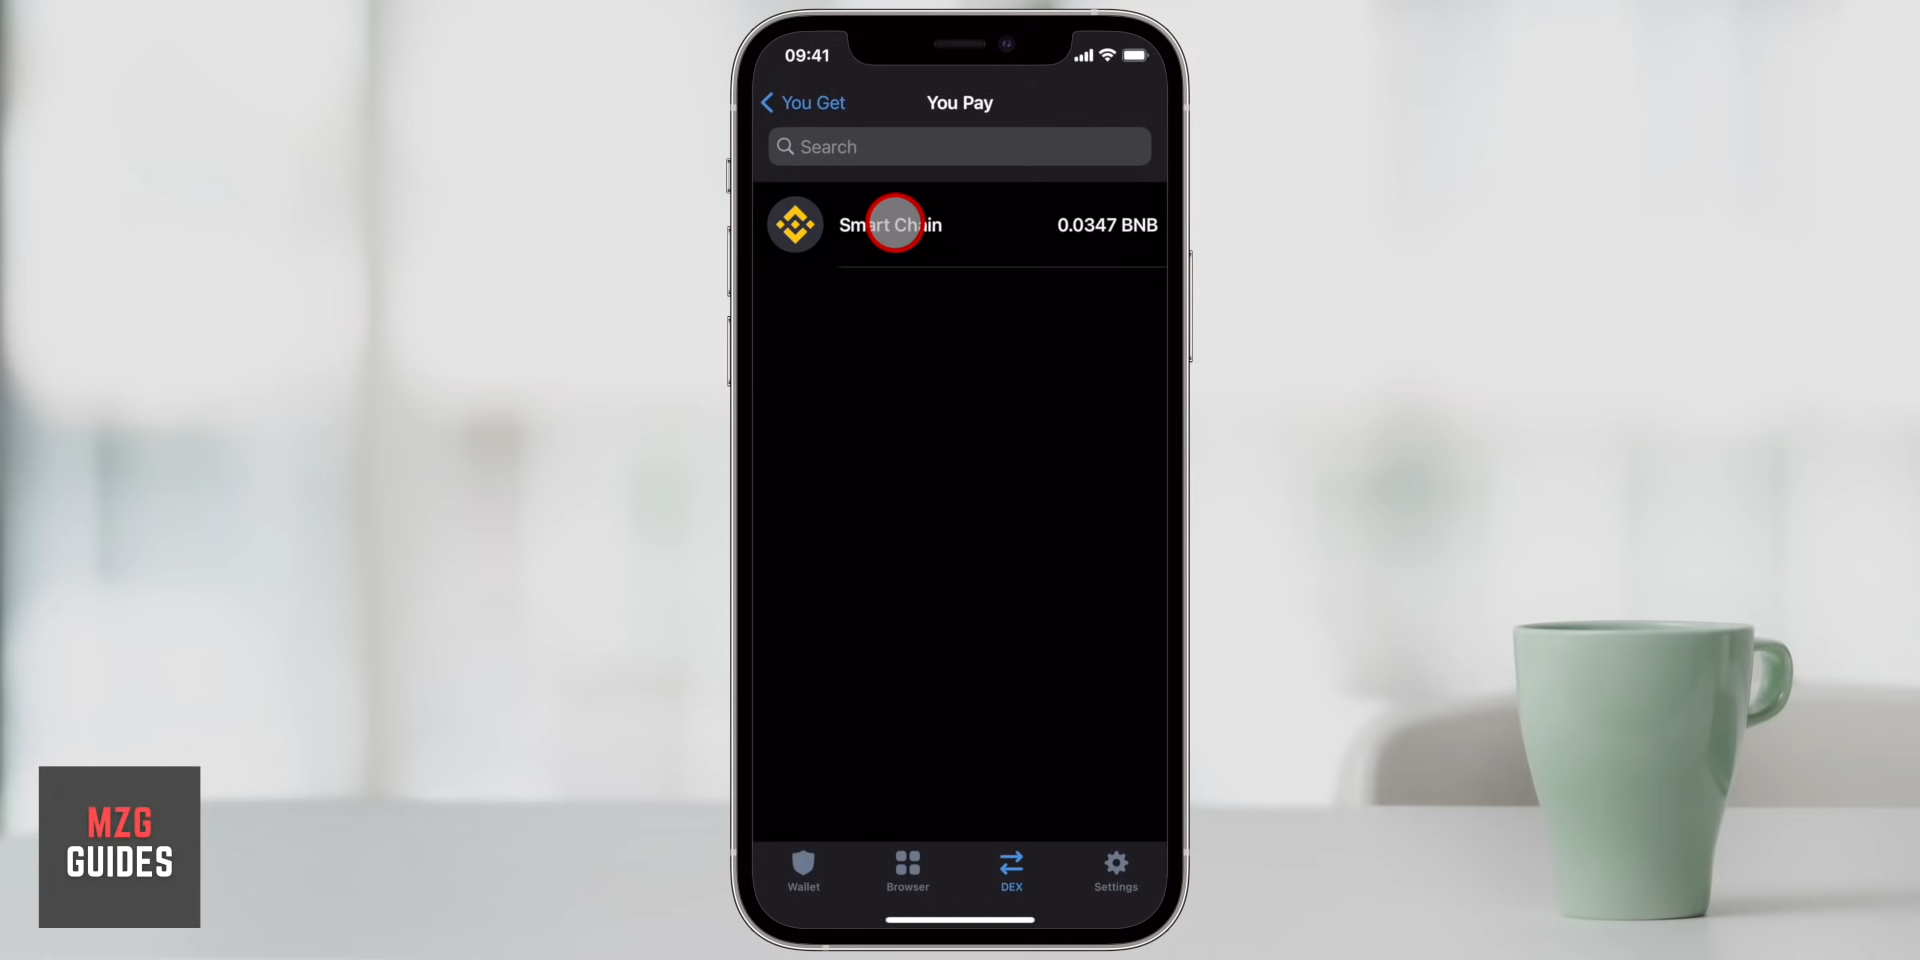 09:41
You Get
You Pay
Search
Smart Chain
0.0347 BNB
Wallet
Browser
DEX
Settings
MZG
GUIDES